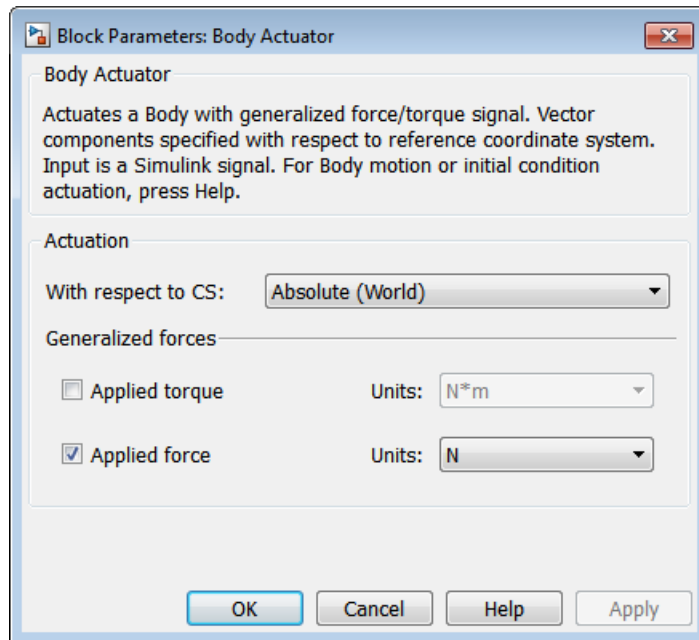 Block Parameters: Body Actuator
Body Actuator
Actuates a Body with generalized force/torque signal. Vector
components specified with respect to reference coordinate system.
Input is a Simulink signal. For Body motion or initial condition
actuation, press Help.
Actuation
With respect to CS: Absolute (World)
Generalized forces
Applied torque Units: N*m
Applied force Units: N
OK Cancel Help Apply